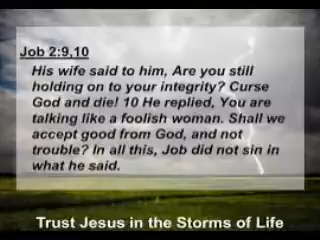 Job 2:9,10
His wife said to him, Are you still
holding on to your integrity? Curse
God and die! 10 He replied, You are
talking like a foolish woman. Shall we
accept good from God, and not
trouble? In all this, Job did not sin in
what he said.
Trust Jesus in the Storms of Life